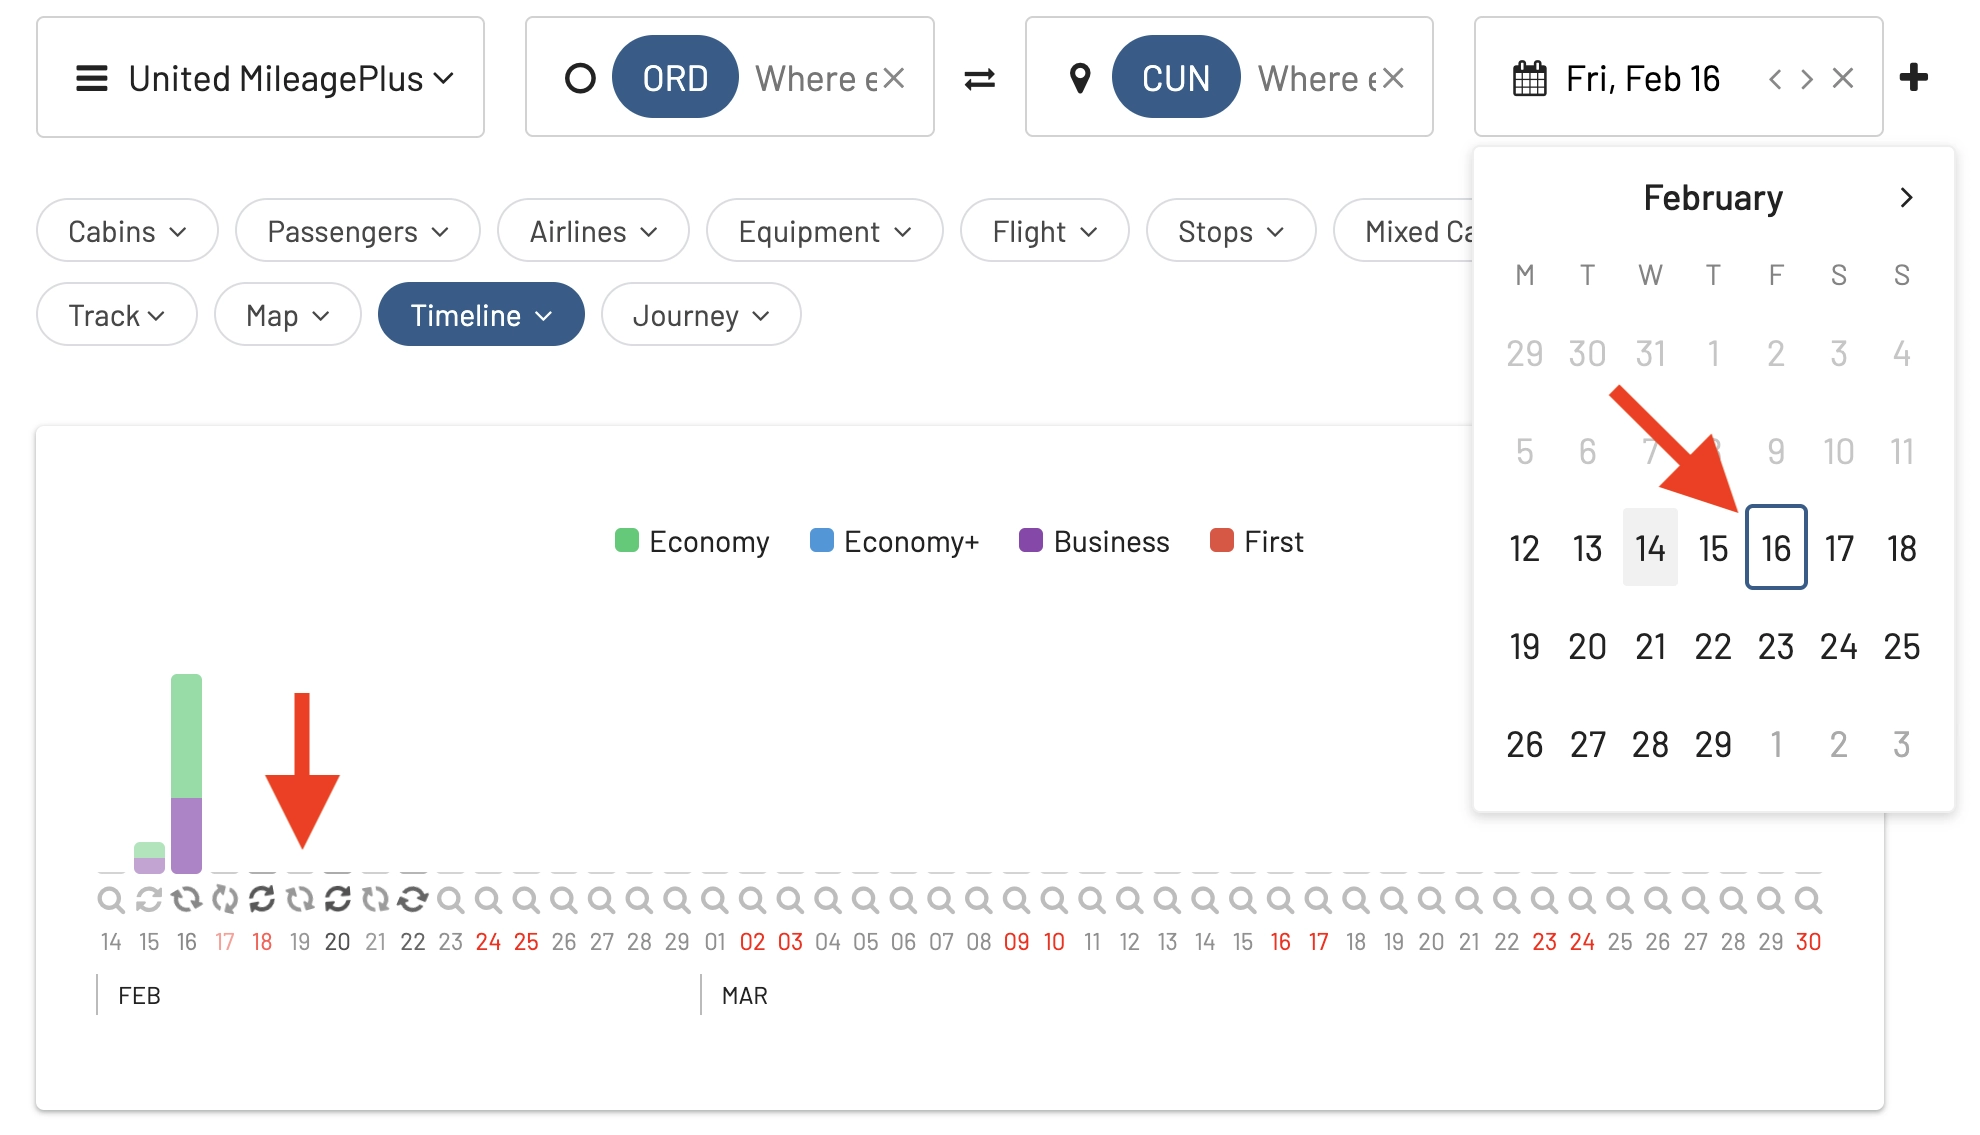 United MileagePlus
ORD Where e
CUN Where e
Fri, Feb 16
Cabins
Passengers
Airlines
Equipment
Flight
Stops
Mixed Ca
Track
Map
Timeline
Journey
February
M T W T F S S
29 30 31 1 2 3 4
5 6 7 8 9 10 11
12 13 14 15 16 17 18
19 20 21 22 23 24 25
26 27 28 29 1 2 3
Economy Economy+ Business First
14 15 16 17 18 19 20 21 22 23 24 25 26 27 28 29 01 02 03 04 05 06 07 08 09 10 11 12 13 14 15 16 17 18 19 20 21 22 23 24 25 26 27 28 29 30
FEB MAR